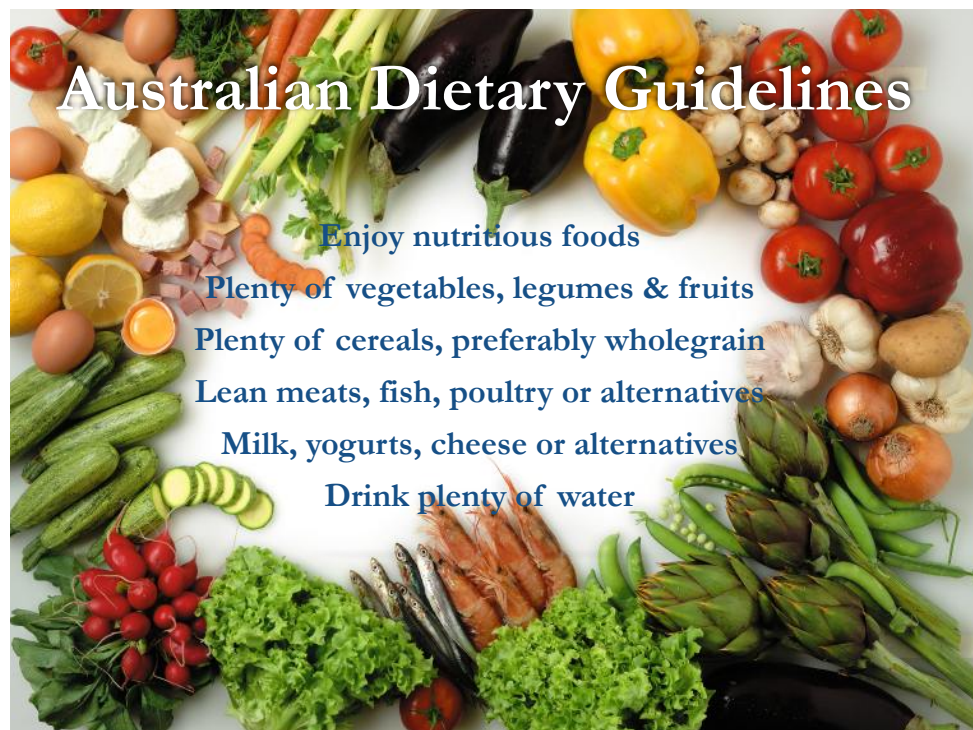 Australian Dietary Guidelines
Enjoy nutritious foods
Plenty of vegetables, legumes & fruits
Plenty of cereals, preferably wholegrain
Lean meats, fish, poultry or alternatives
Milk, yogurts, cheese or alternatives
Drink plenty of water